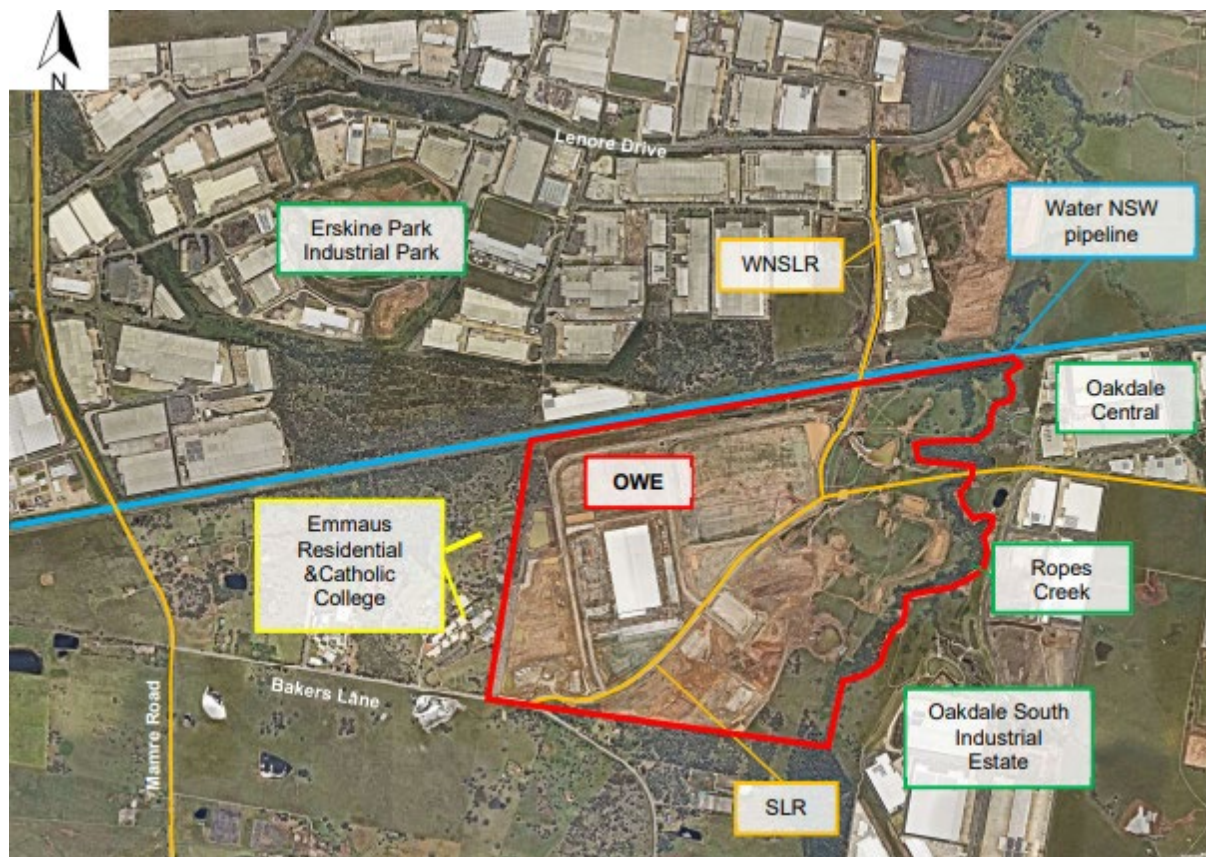 N
Lenore Drive
Erskine Park
Industrial Park
WNSLR
Water NSW
pipeline
Oakdale
Central
OWE
Emmaus
Residential
&Catholic
College
Ropes
Creek
Bakers Lane
Mamre Road
Oakdale South
Industrial
Estate
SLR